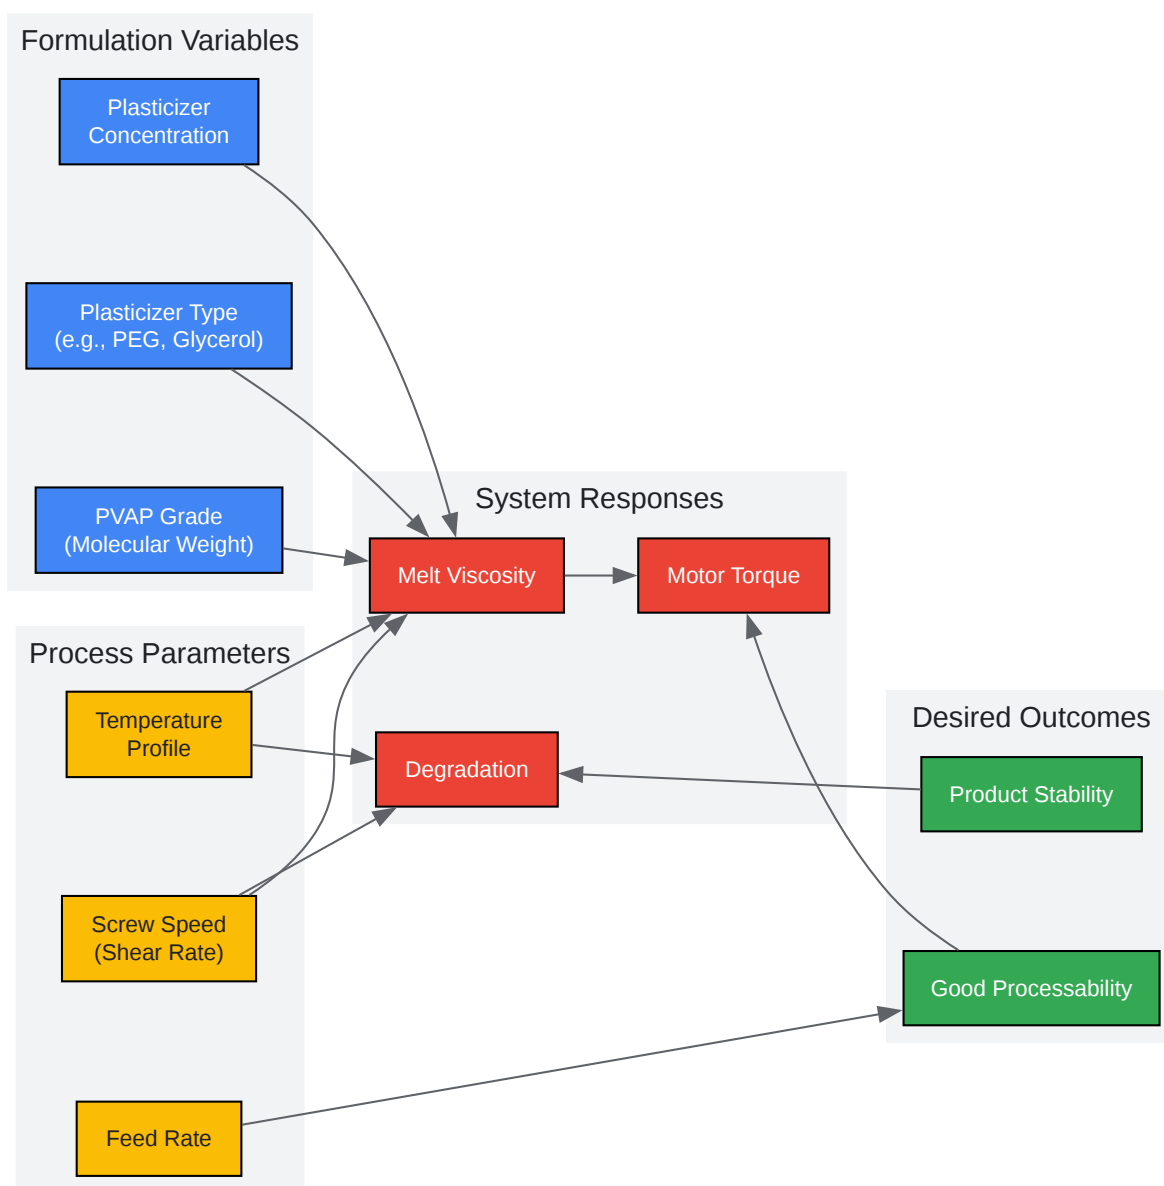 Formulation Variables
Plasticizer
Concentration
Plasticizer Type
(e.g., PEG, Glycerol)
PVAP Grade
(Molecular Weight)
System Responses
Melt Viscosity
Motor Torque
Degradation
Process Parameters
Temperature
Profile
Screw Speed
(Shear Rate)
Feed Rate
Desired Outcomes
Product Stability
Good Processability